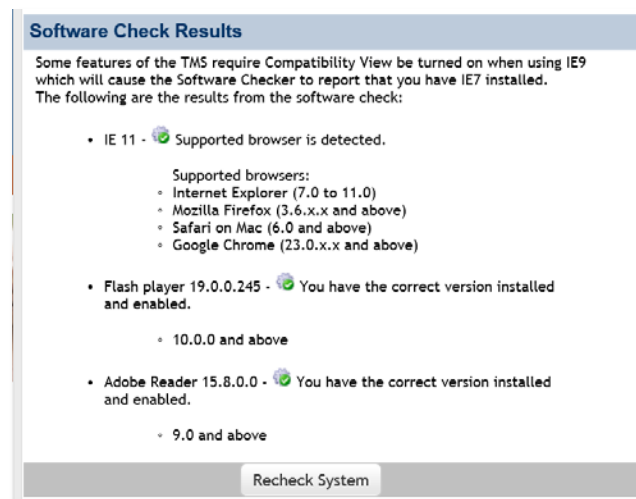 Software Check Results
Some features of the TMS require Compatibility View be turned on when using IE9
which will cause the Software Checker to report that you have IE7 installed.
The following are the results from the software check:
• IE 11 - Supported browser is detected.
Supported browsers:
◦ Internet Explorer (7.0 to 11.0)
◦ Mozilla Firefox (3.6.x.x and above)
◦ Safari on Mac (6.0 and above)
◦ Google Chrome (23.0.x.x and above)
• Flash player 19.0.0.245 - You have the correct version installed
and enabled.
◦ 10.0.0 and above
• Adobe Reader 15.8.0.0 - You have the correct version installed
and enabled.
◦ 9.0 and above
Recheck System